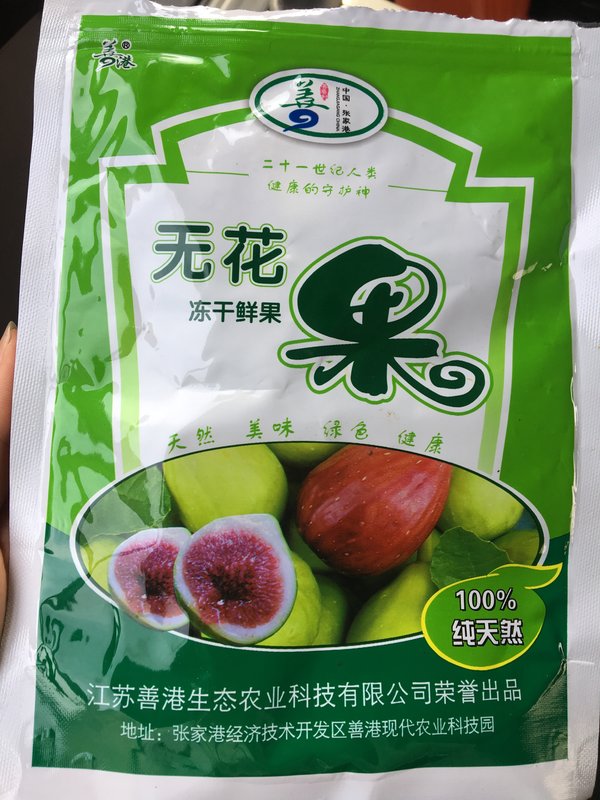 善港®
善
中国·张家港
ZHANGJIAGANG CHINA
二十一世纪人类
健康的守护神
无花果
冻干鲜果
天然 美味 绿色 健康
100%
纯天然
江苏善港生态农业科技有限公司荣誉出品
地址：张家港经济技术开发区善港现代农业科技园